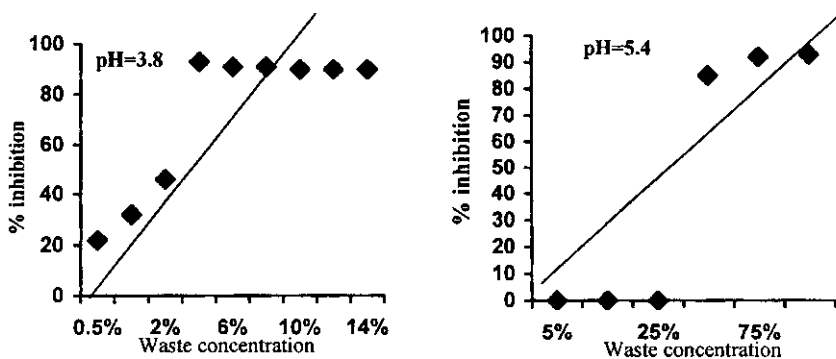 pH=3.8
% inhibition
100
80
60
40
20
0
0.5% 2% 6% 10% 14%
Waste concentration
pH=5.4
% inhibition
100
90
80
70
60
50
40
30
20
10
0
5% 25% 75%
Waste concentration